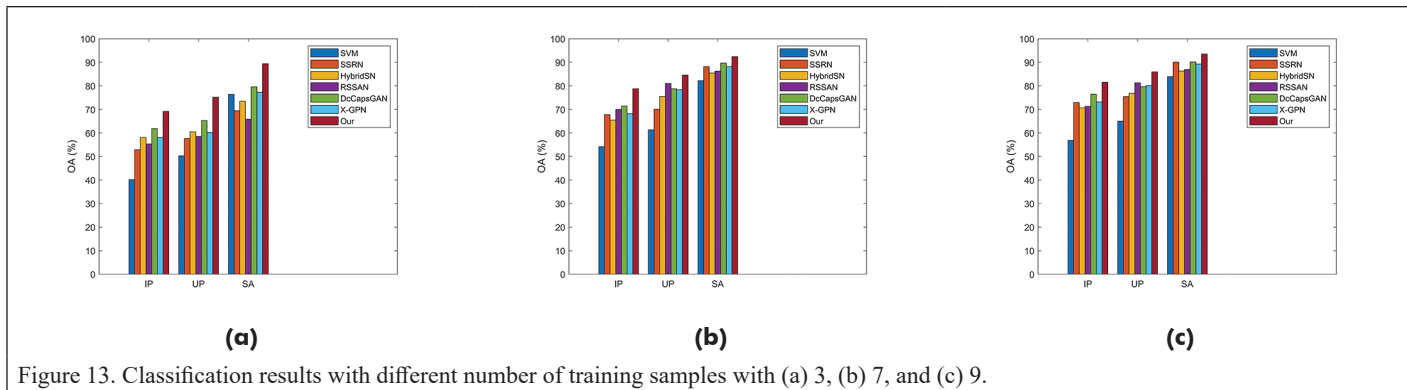 100
90
80
70
60
50
40
30
20
10
0
OA (%)
IP UP SA
SVM
SSRN
HybridSN
RSSAN
DcCapsGAN
X-GPN
Our
(a)
100
90
80
70
60
50
40
30
20
10
0
OA (%)
IP UP SA
SVM
SSRN
HybridSN
RSSAN
DcCapsGAN
X-GPN
Our
(b)
100
90
80
70
60
50
40
30
20
10
0
OA (%)
IP UP SA
SVM
SSRN
HybridSN
RSSAN
DcCapsGAN
X-GPN
Our
(c)
Figure 13. Classification results with different number of training samples with (a) 3, (b) 7, and (c) 9.